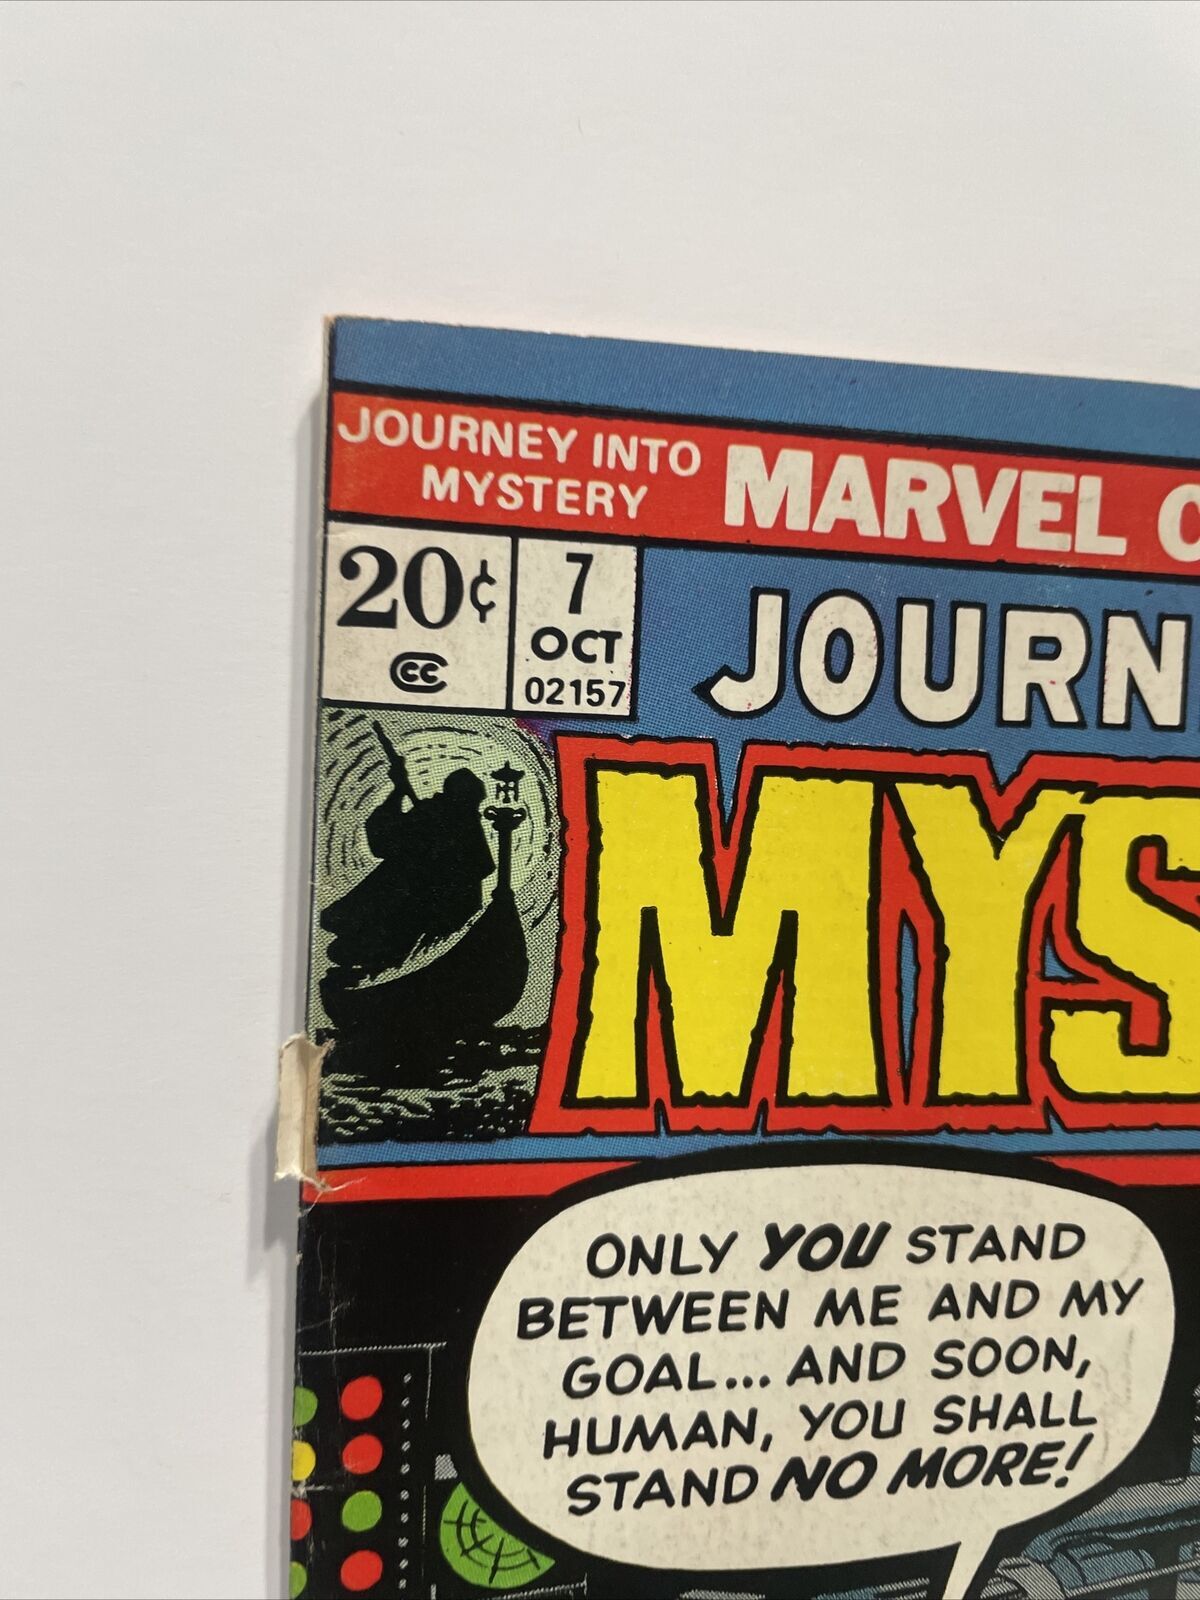 JOURNEY INTO
MYSTERY
MARVEL C
20¢
7
OCT
02157
CCC
JOURN
MYS
ONLY YOU STAND
BETWEEN ME AND MY
GOAL... AND SOON,
HUMAN, YOU SHALL
STAND NO MORE!